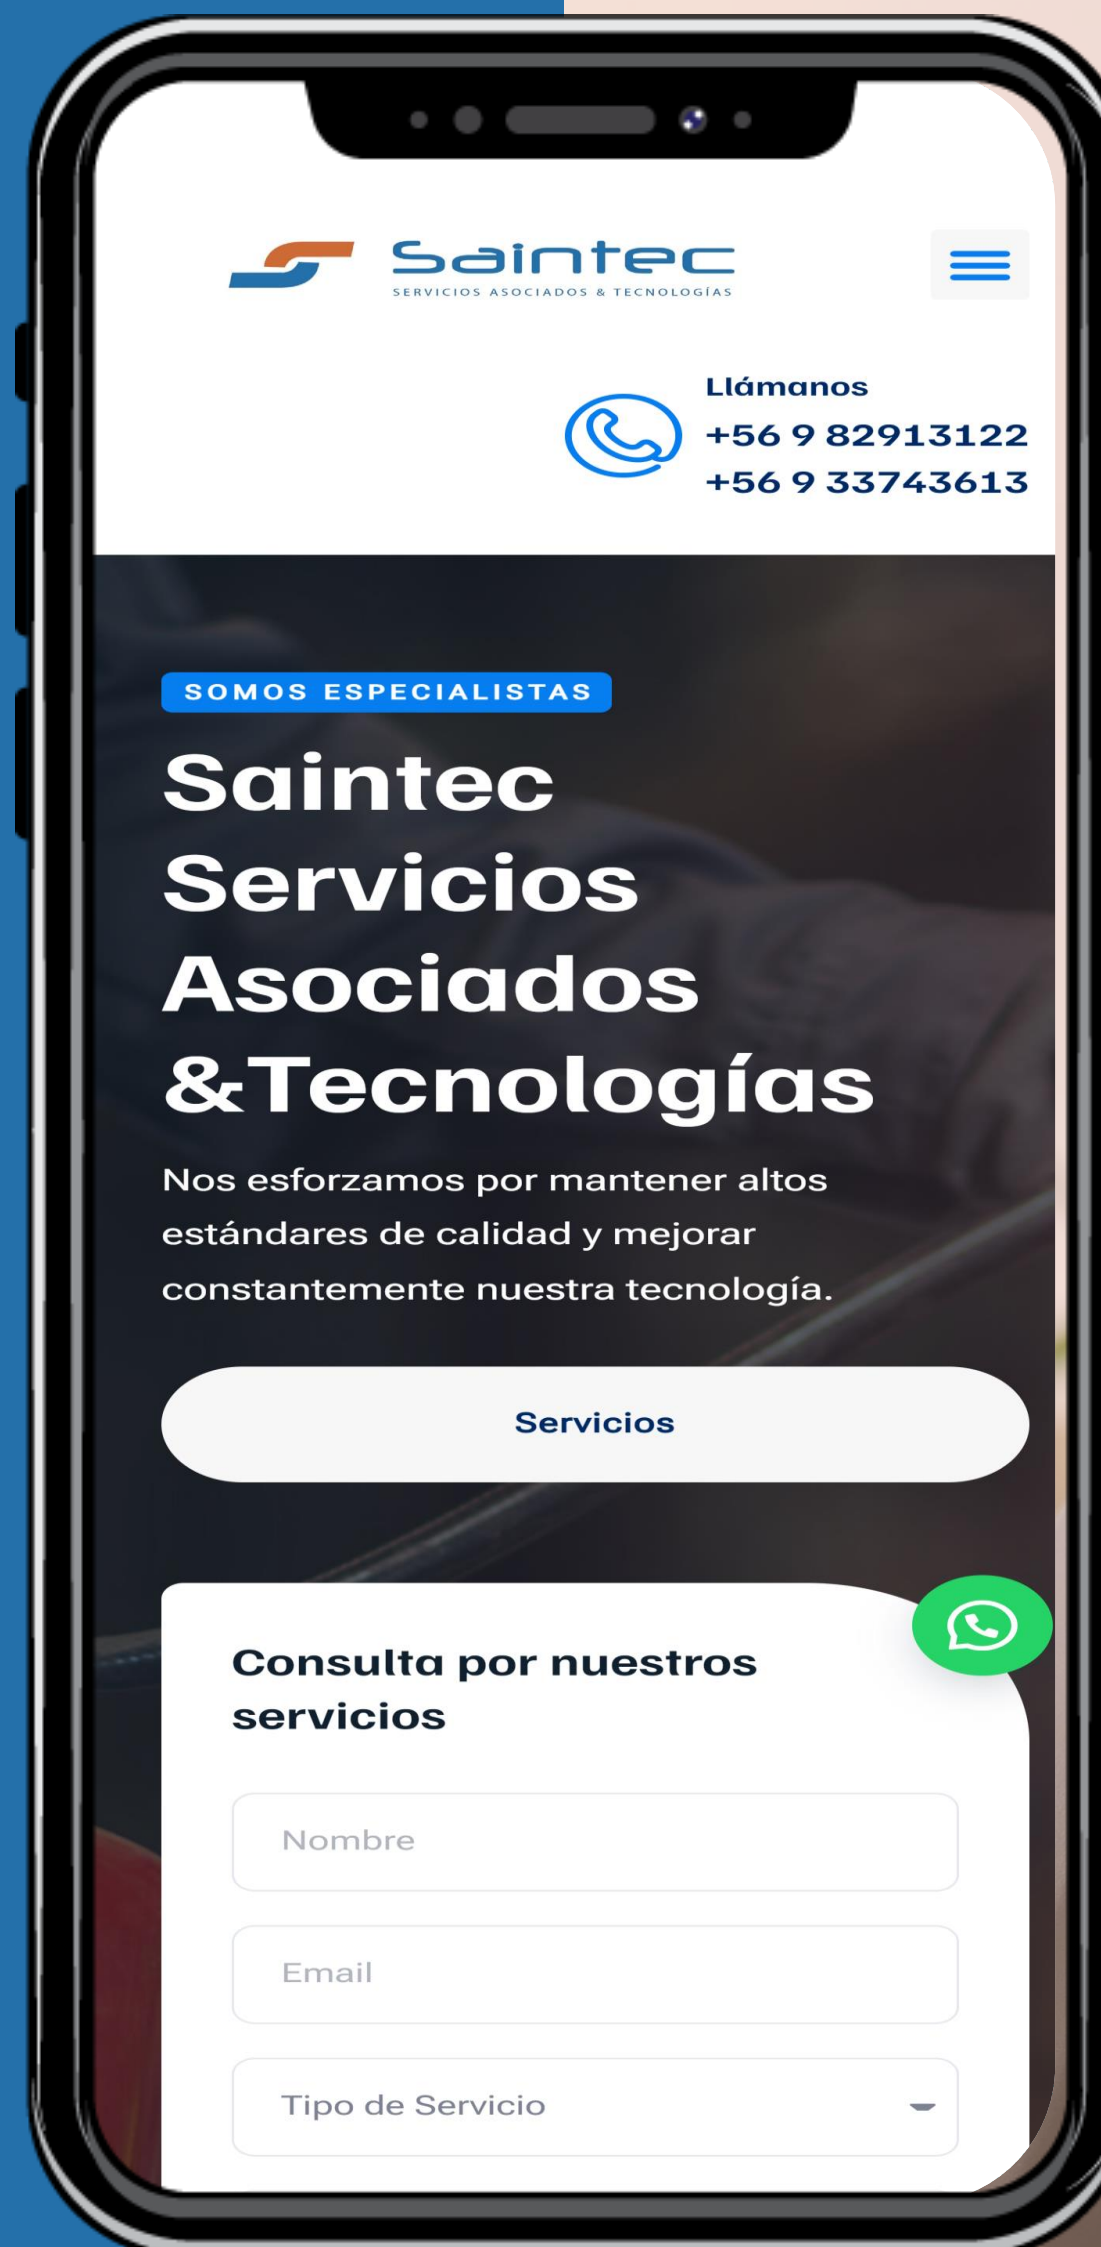 Saintec
SERVICIOS ASOCIADOS & TECNOLOGÍAS
Llámanos
+56 9 82913122
+56 9 33743613
SOMOS ESPECIALISTAS
Saintec
Servicios
Asociados
&Tecnologías
Nos esforzamos por mantener altos
estándares de calidad y mejorar
constantemente nuestra tecnología.
Servicios
Consulta por nuestros
servicios
Nombre
Email
Tipo de Servicio